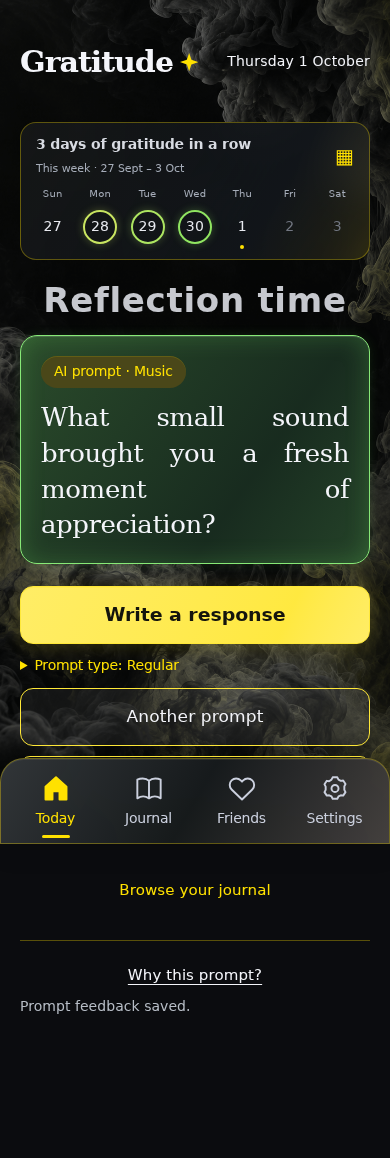 Gratitude
Thursday 1 October
3 days of gratitude in a row
This week · 27 Sept – 3 Oct
Sun Mon Tue Wed Thu Fri Sat
27 28 29 30 1 2 3
Reflection time
AI prompt · Music
What small sound
brought you a fresh
moment of
appreciation?
Write a response
Prompt type: Regular
Another prompt
Today Journal Friends Settings
Browse your journal
Why this prompt?
Prompt feedback saved.